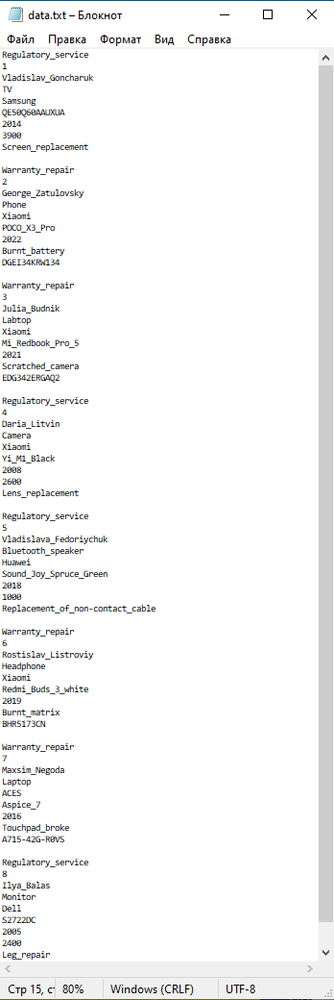 data.txt – Блокнот
Файл Правка Формат Вид Справка
Regulatory_service
1
Vladislav_Goncharuk
TV
Samsung
QE50Q60AAUXUA
2014
3900
Screen_replacement

Warranty_repair
2
George_Zatulovsky
Phone
Xiaomi
POCO_X3_Pro
2022
Burnt_battery
DGEI34KRW134

Warranty_repair
3
Julia_Budnik
Labtop
Xiaomi
Mi_Redbook_Pro_5
2021
Scratched_camera
EDG342ERGAQ2

Regulatory_service
4
Daria_Litvin
Camera
Xiaomi
Yi_M1_Black
2008
2600
Lens_replacement

Regulatory_service
5
Vladislava_Fedoriychuk
Bluetooth_speaker
Huawei
Sound_Joy_Spruce_Green
2018
1000
Replacement_of_non-contact_cable

Warranty_repair
6
Rostislav_Listroviy
Headphone
Xiaomi
Redmi_Buds_3_white
2019
Burnt_matrix
BHR5173CN

Warranty_repair
7
Maxsim_Negoda
Laptop
ACES
Aspice_7
2016
Touchpad_broke
A715-42G-R0VS

Regulatory_service
8
Ilya_Balas
Monitor
Dell
S2722DC
2005
2400
Leg_repair
Стр 15, ст 80% Windows (CRLF) UTF-8